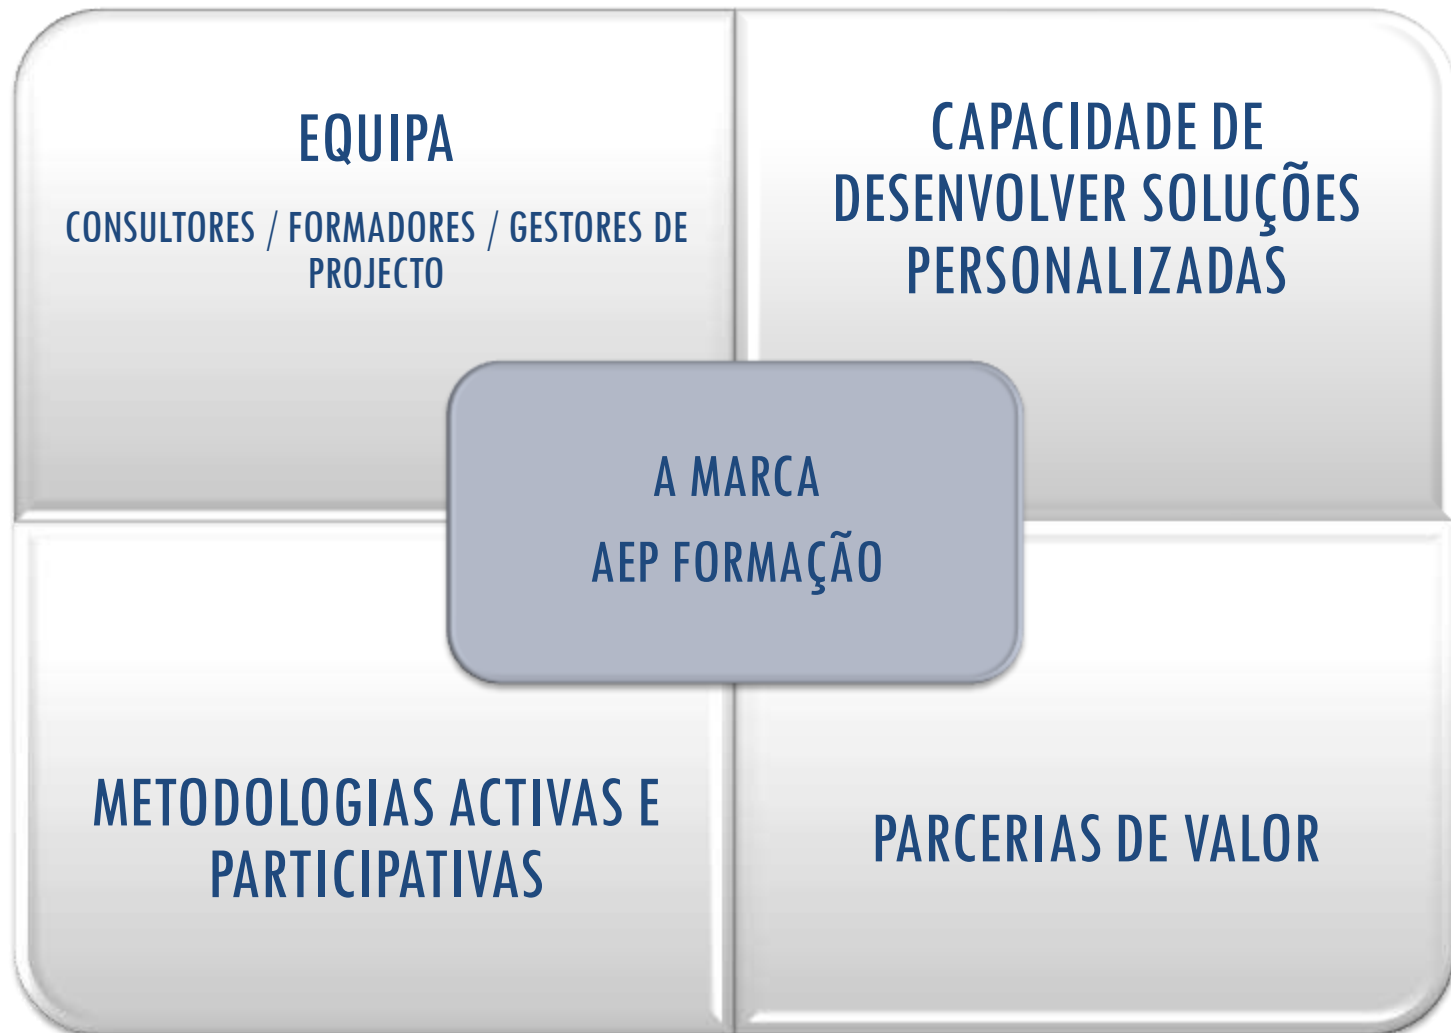 EQUIPA
CONSULTORES / FORMADORES / GESTORES DE
PROJECTO
CAPACIDADE DE
DESENVOLVER SOLUÇÕES
PERSONALIZADAS
A MARCA
AEP FORMAÇÃO
METODOLOGIAS ACTIVAS E
PARTICIPATIVAS
PARCERIAS DE VALOR